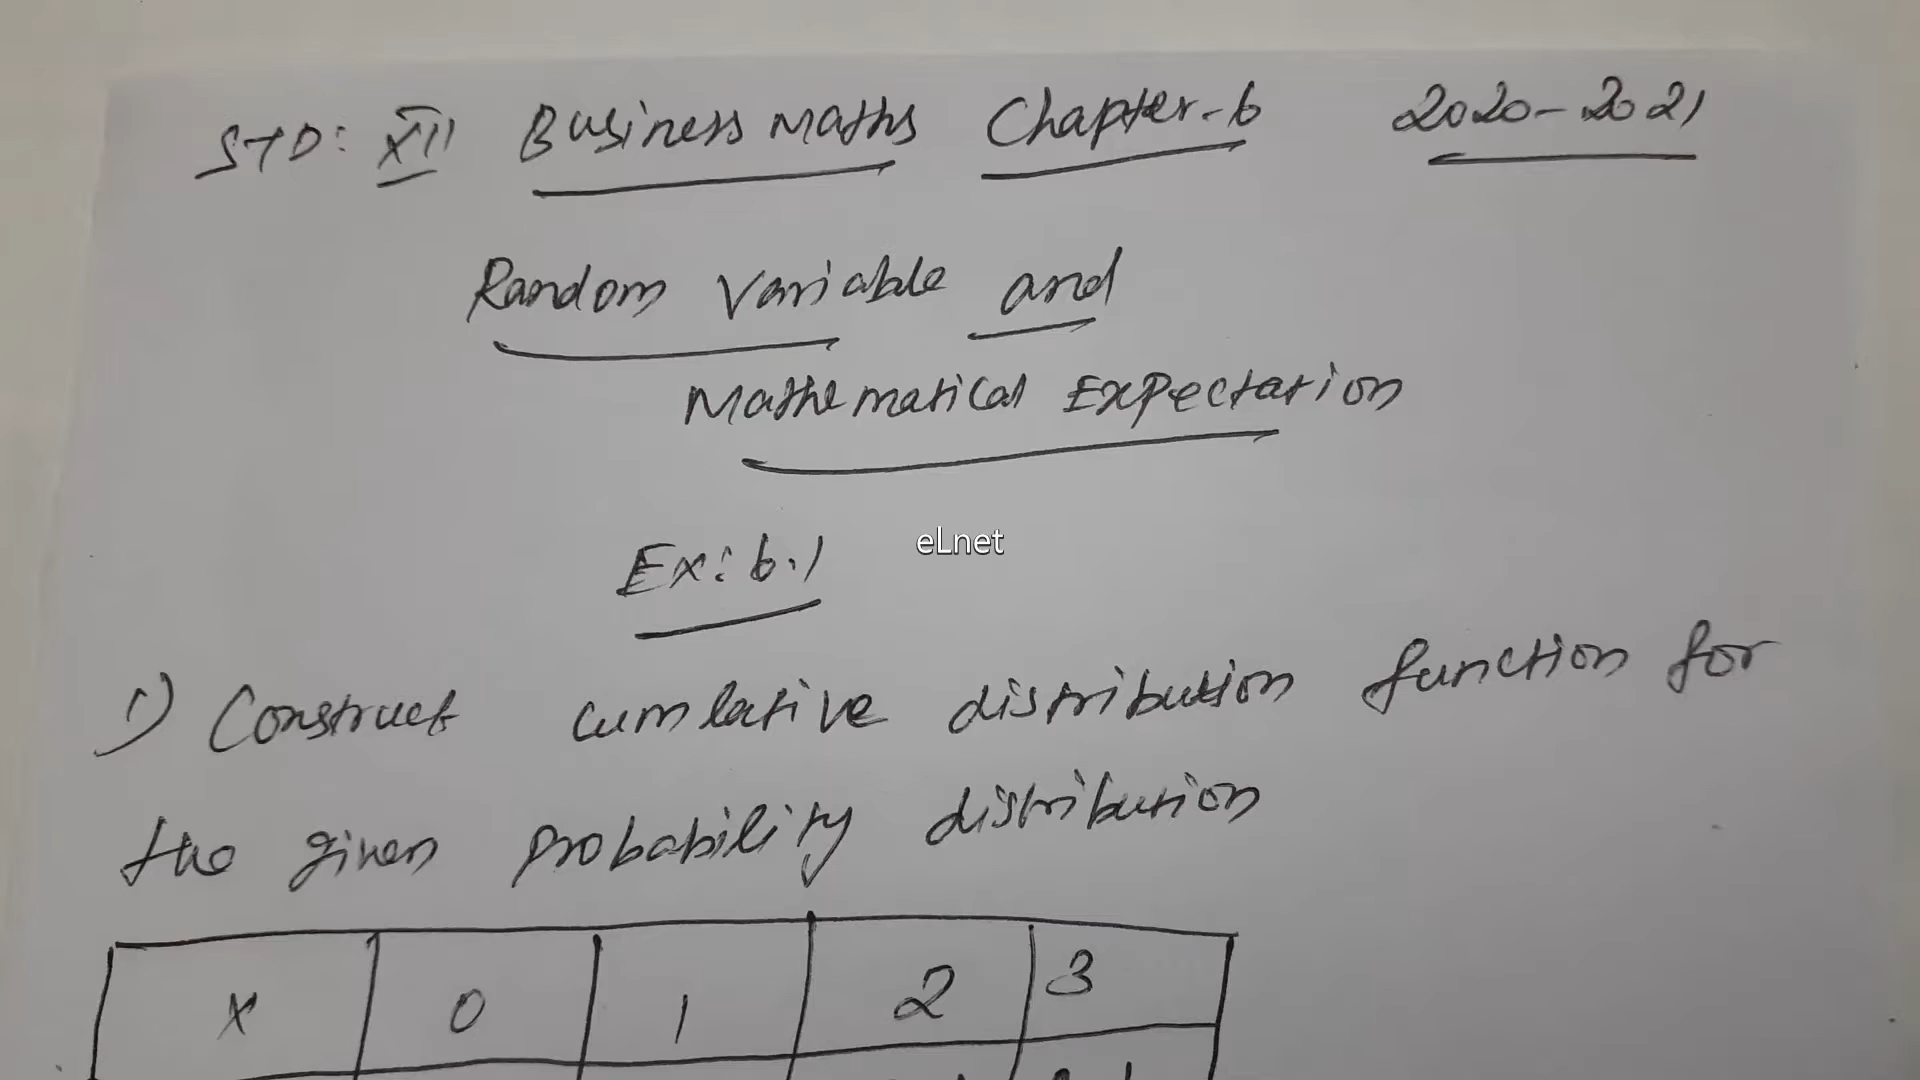 STD: XII Business Maths Chapter-6 2020-2021
Random Variable and
Mathematical Expectation
Ex: 6.1
eLnet
1) Construct cumlative distribution function for
the given probability distribution
X 0 1 2 3